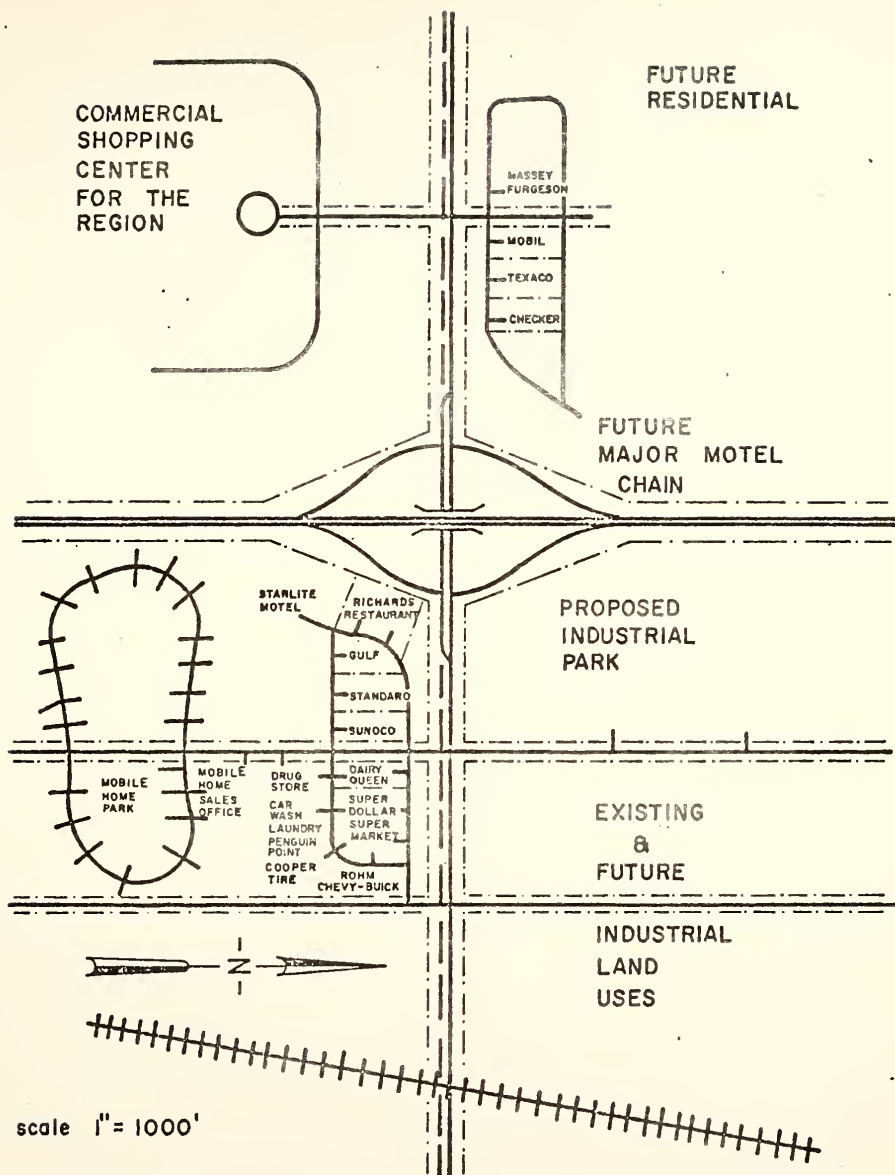 COMMERCIAL
SHOPPING
CENTER
FOR THE
REGION
FUTURE
RESIDENTIAL
MASSEY
FURGESON
MOBIL
TEXACO
CHECKER
FUTURE
MAJOR MOTEL
CHAIN
STARLITE
MOTEL
RICHARDS
RESTAURANT
GULF
STANDARD
SUNOCO
PROPOSED
INDUSTRIAL
PARK
MOBILE
HOME
PARK
MOBILE
HOME
SALES
OFFICE
DRUG
STORE
CAR
WASH
LAUNDRY
PENGUIN
POINT
COOPER
TIRE
DAIRY
QUEEN
SUPER
DOLLAR
SUPER
MARKET
ROHM
CHEVY-BUICK
EXISTING
&
FUTURE
INDUSTRIAL
LAND
USES
N
scale 1" = 1000'